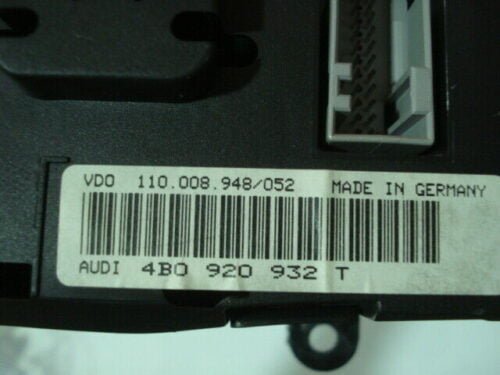 VDO 110.008.948/052 MADE IN GERMANY
AUDI 4B0 920 932 T